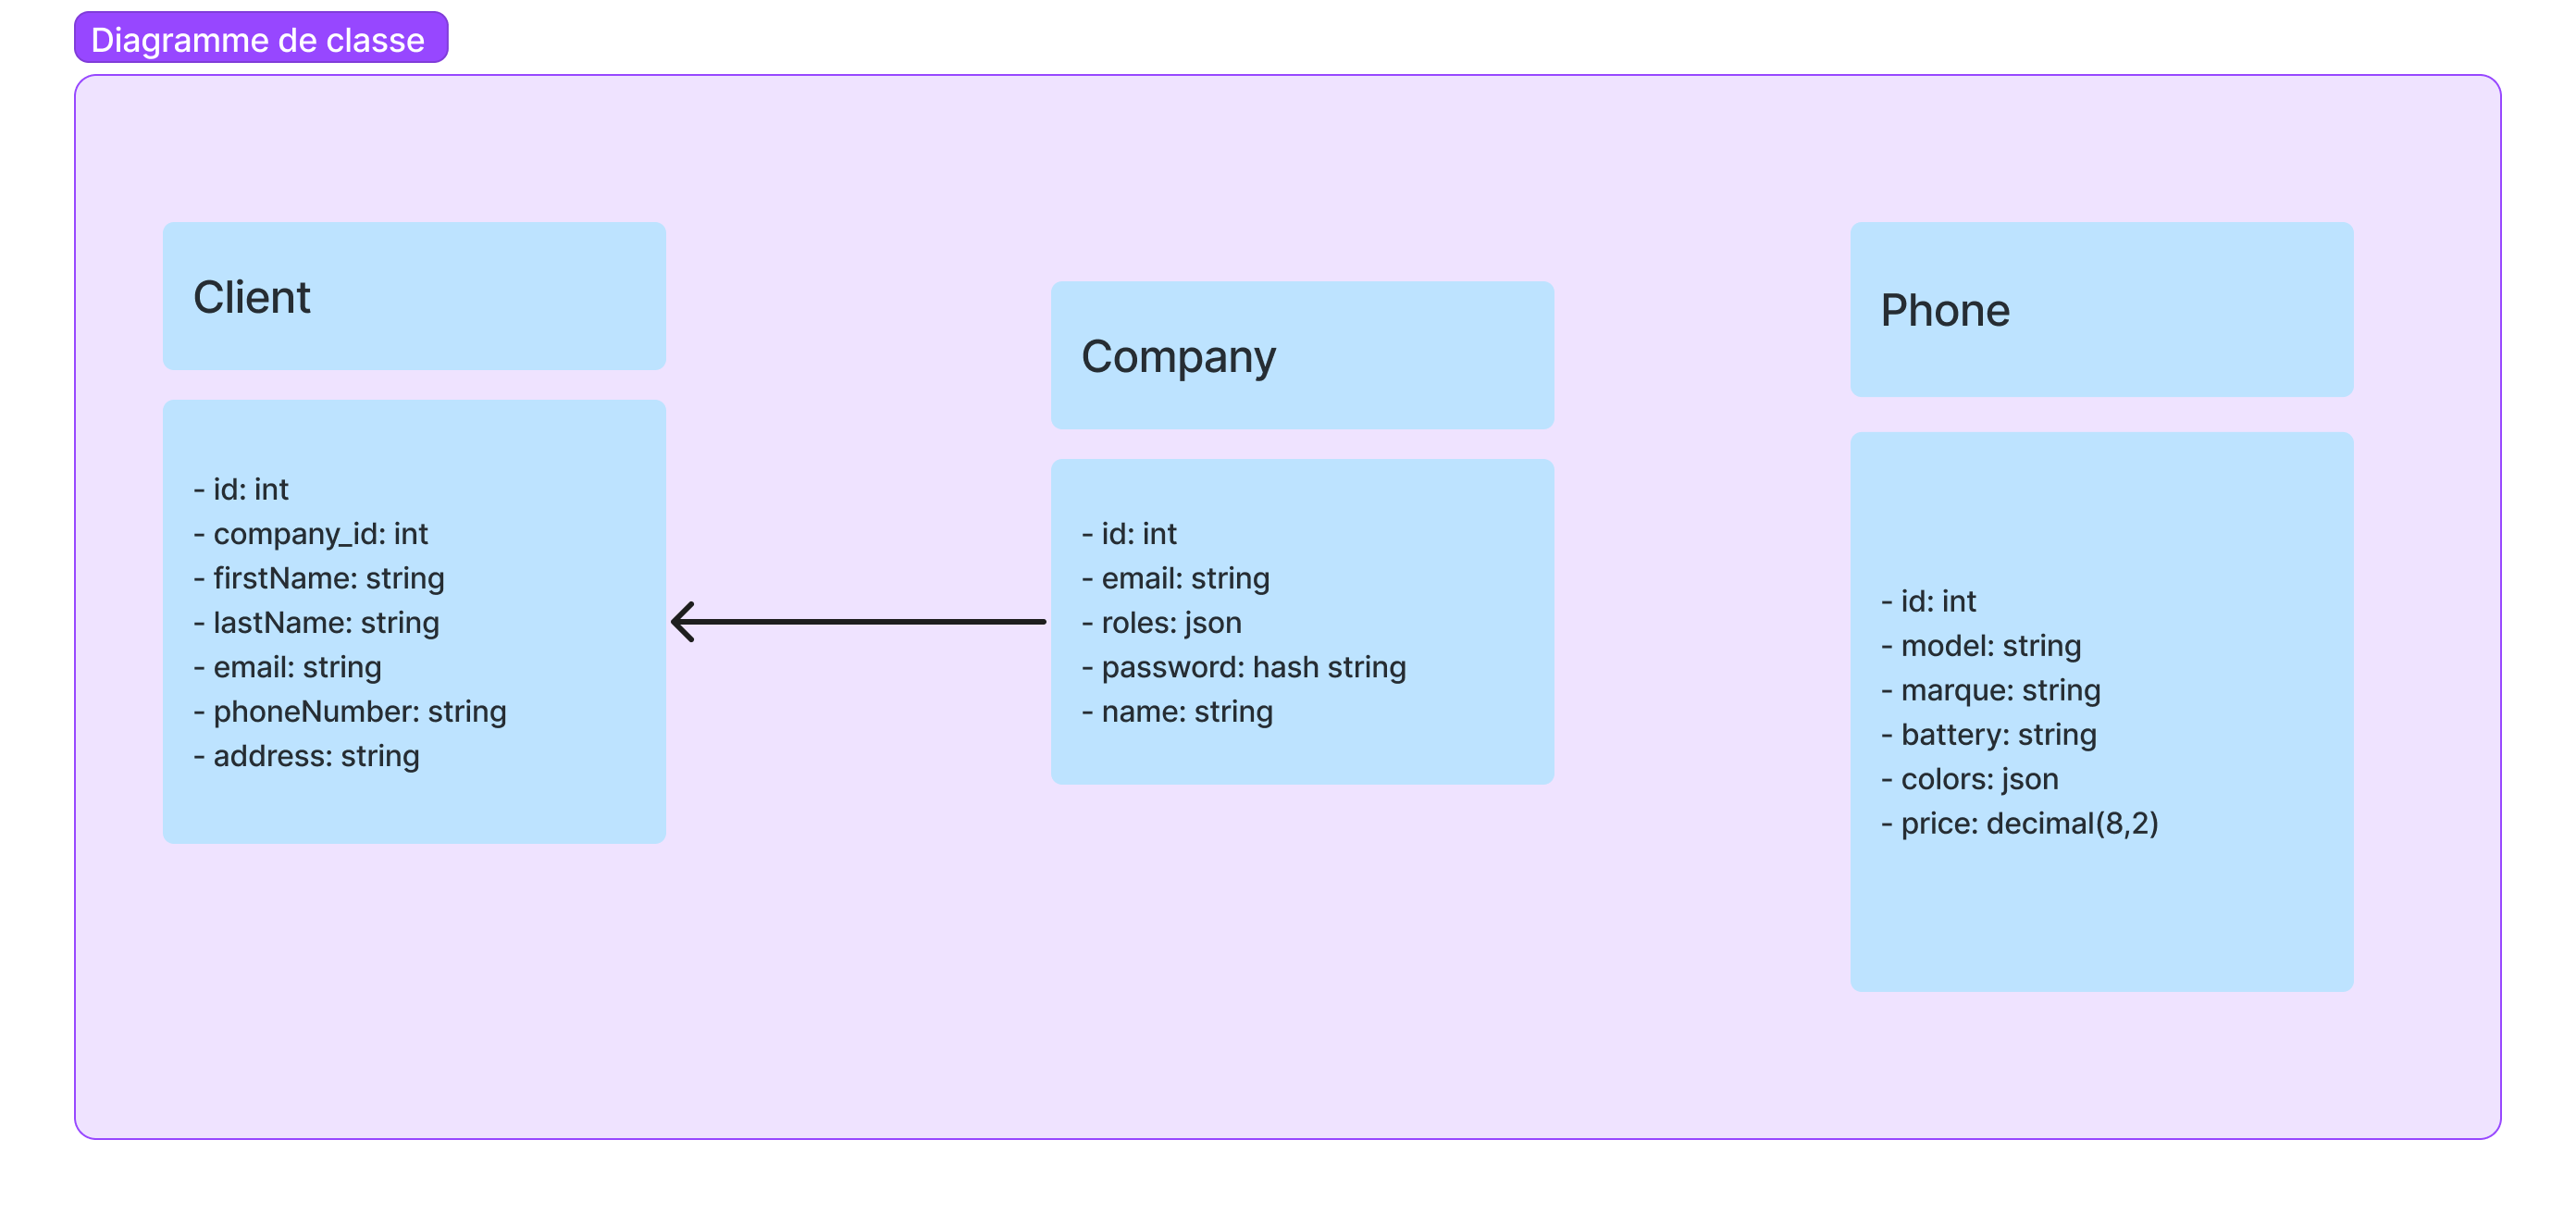 Diagramme de classe
Client
- id: int
- company_id: int
- firstName: string
- lastName: string
- email: string
- phoneNumber: string
- address: string
Company
- id: int
- email: string
- roles: json
- password: hash string
- name: string
Phone
- id: int
- model: string
- marque: string
- battery: string
- colors: json
- price: decimal(8,2)